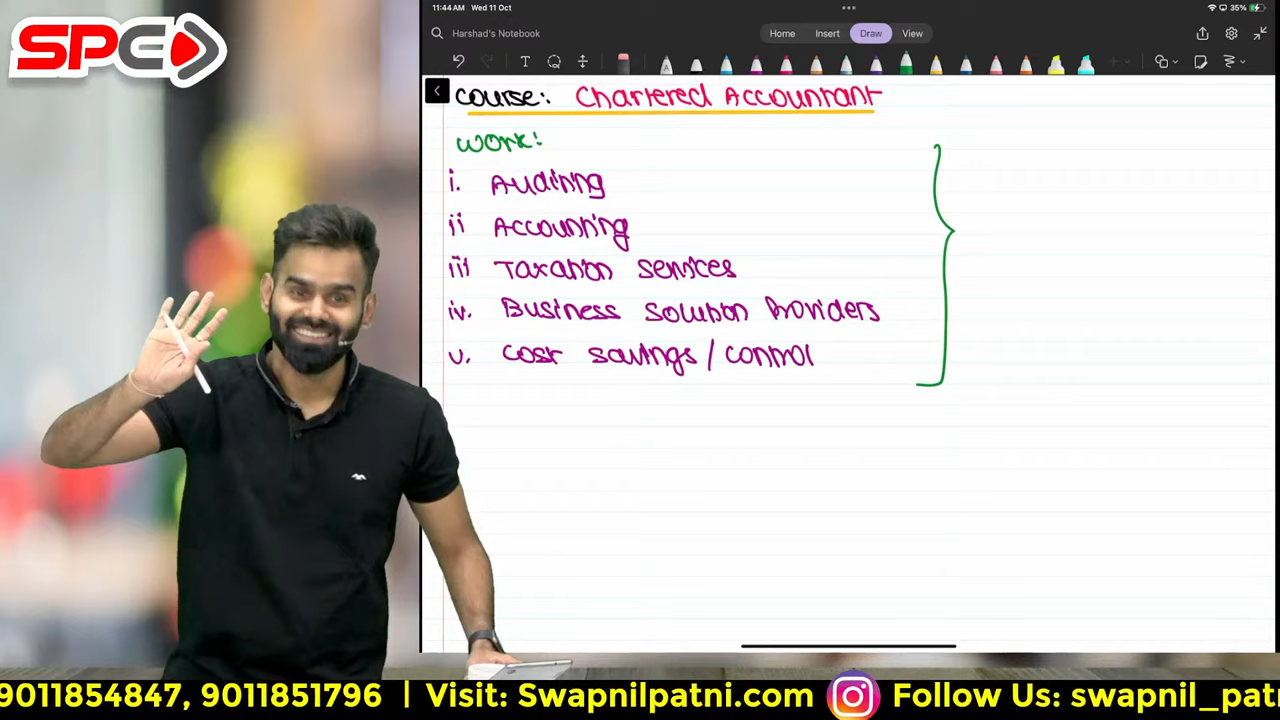 SPE
11:44 AM Wed 11 Oct
35%
Harshad's Notebook
Home Insert Draw View
T
Course: Chartered Accountant
Work:
i. Auditing
ii Accounting
iii Taxation Services
iv. Business Solution Providers
v. Cost Savings / Control
9011854847, 9011851796 | Visit: Swapnilpatni.com Follow Us: swapnil_pat